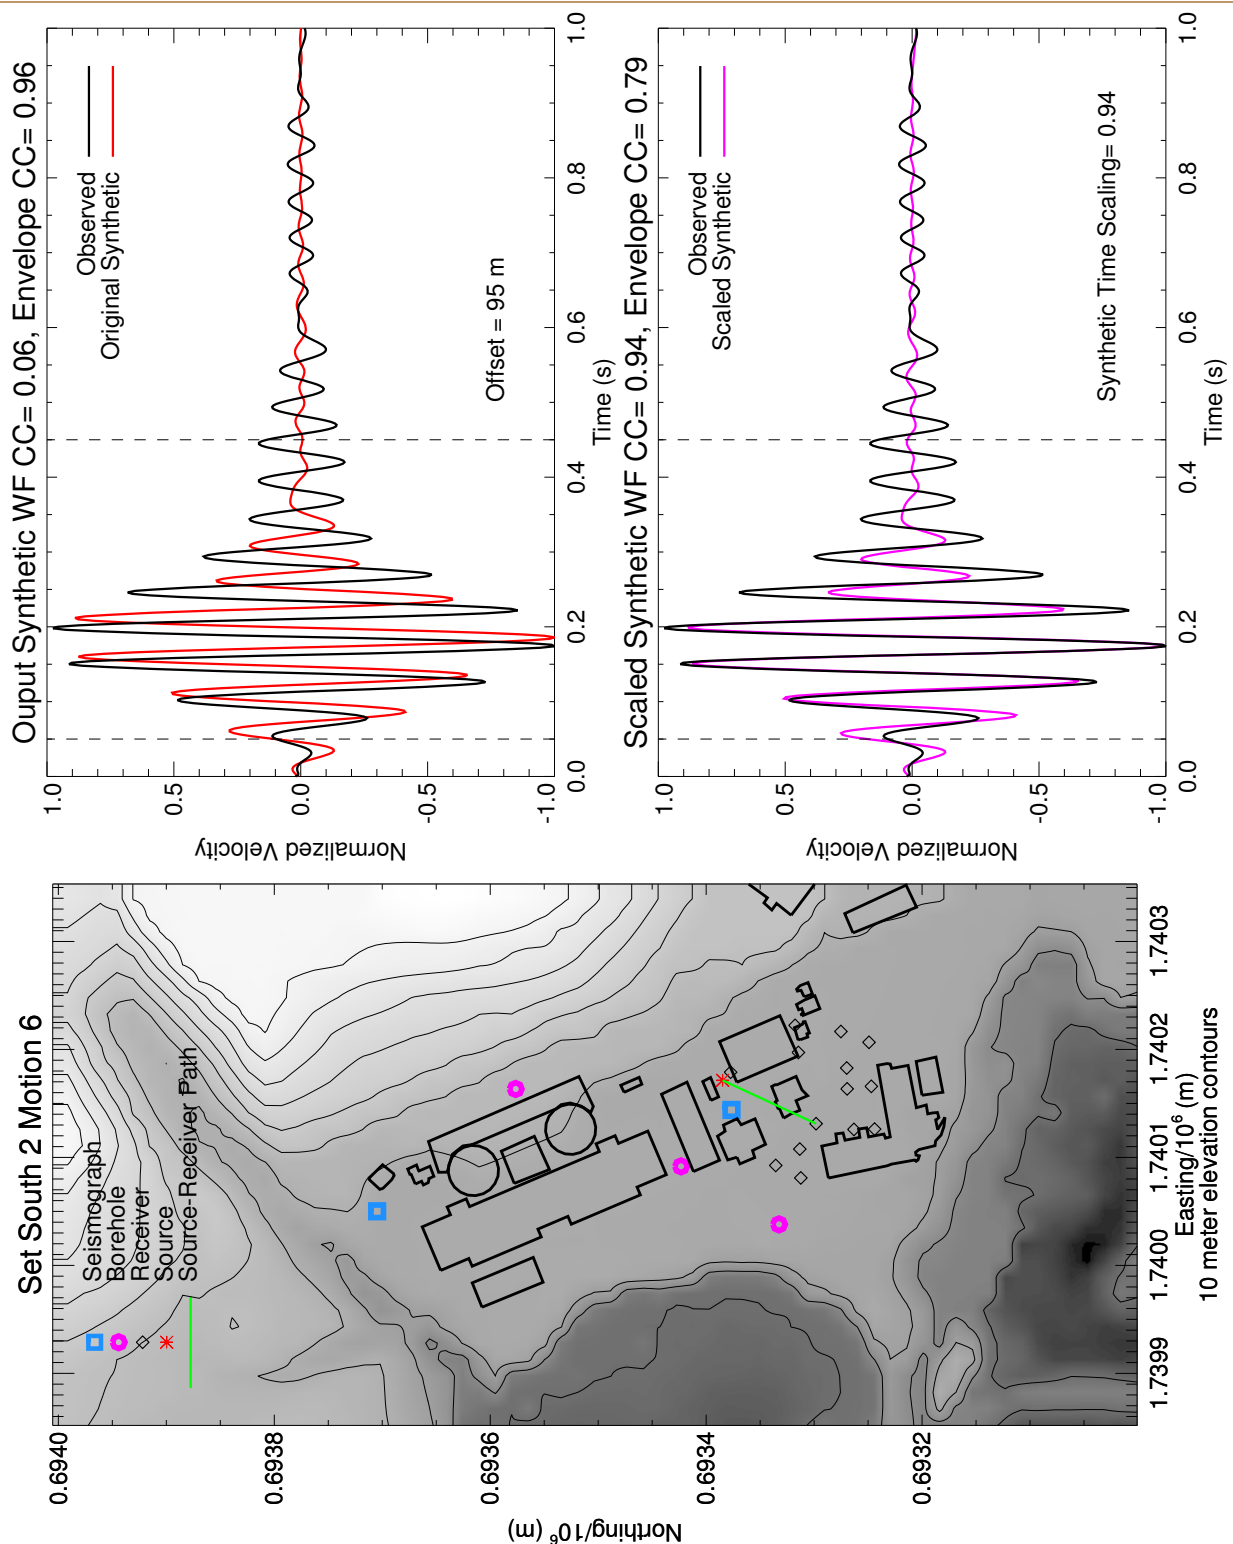 Set South 2 Motion 6
Seismograph
Borehole
Receiver
Source
Source-Receiver Path
0.6940
0.6938
0.6936
0.6934
0.6932
Northing/10⁶ (m)
1.7399
1.7400
1.7401
1.7402
1.7403
Easting/10⁶ (m)
10 meter elevation contours
Ouput Synthetic WF CC= 0.06, Envelope CC= 0.96
Observed
Original Synthetic
Offset = 95 m
1.0
0.5
0.0
-0.5
-1.0
Normalized Velocity
0.0
0.2
0.4
0.6
0.8
1.0
Time (s)
Scaled Synthetic WF CC= 0.94, Envelope CC= 0.79
Observed
Scaled Synthetic
Synthetic Time Scaling= 0.94
1.0
0.5
0.0
-0.5
-1.0
Normalized Velocity
0.0
0.2
0.4
0.6
0.8
1.0
Time (s)